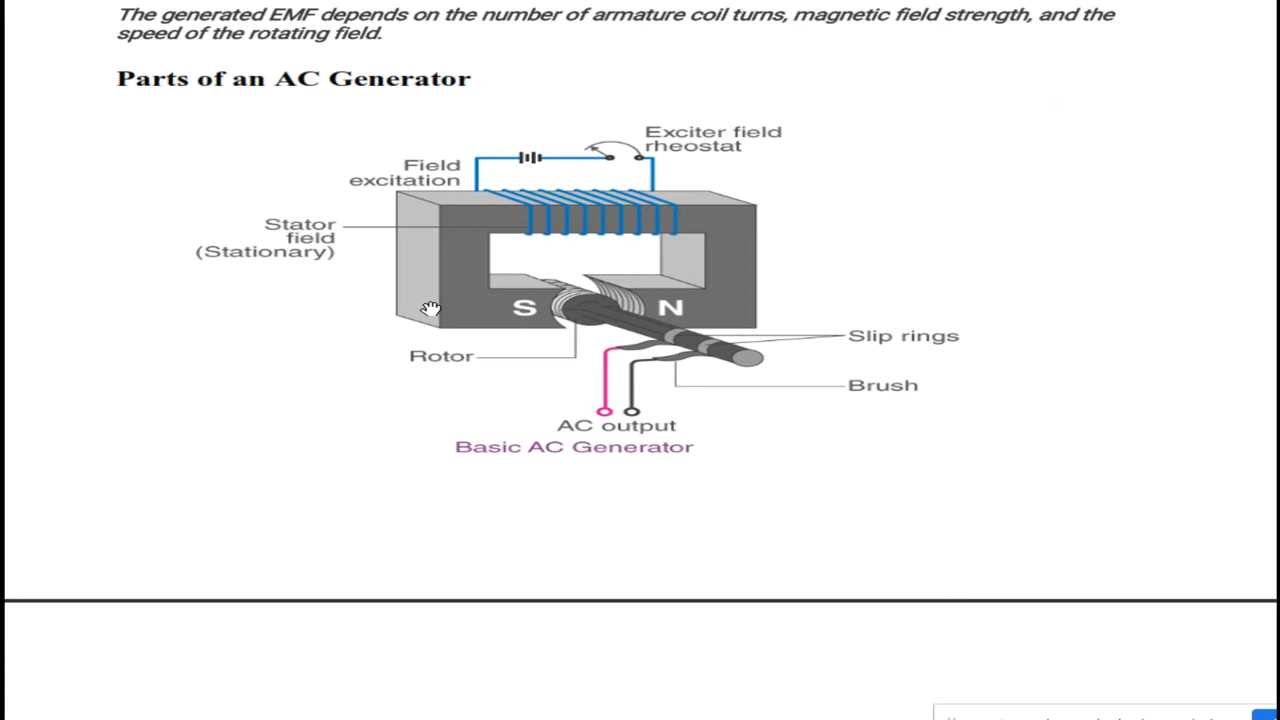 The generated EMF depends on the number of armature coil turns, magnetic field strength, and the
speed of the rotating field.
Parts of an AC Generator
Exciter field
rheostat
Field
excitation
Stator
field
(Stationary)
S
N
Slip rings
Rotor
Brush
AC output
Basic AC Generator